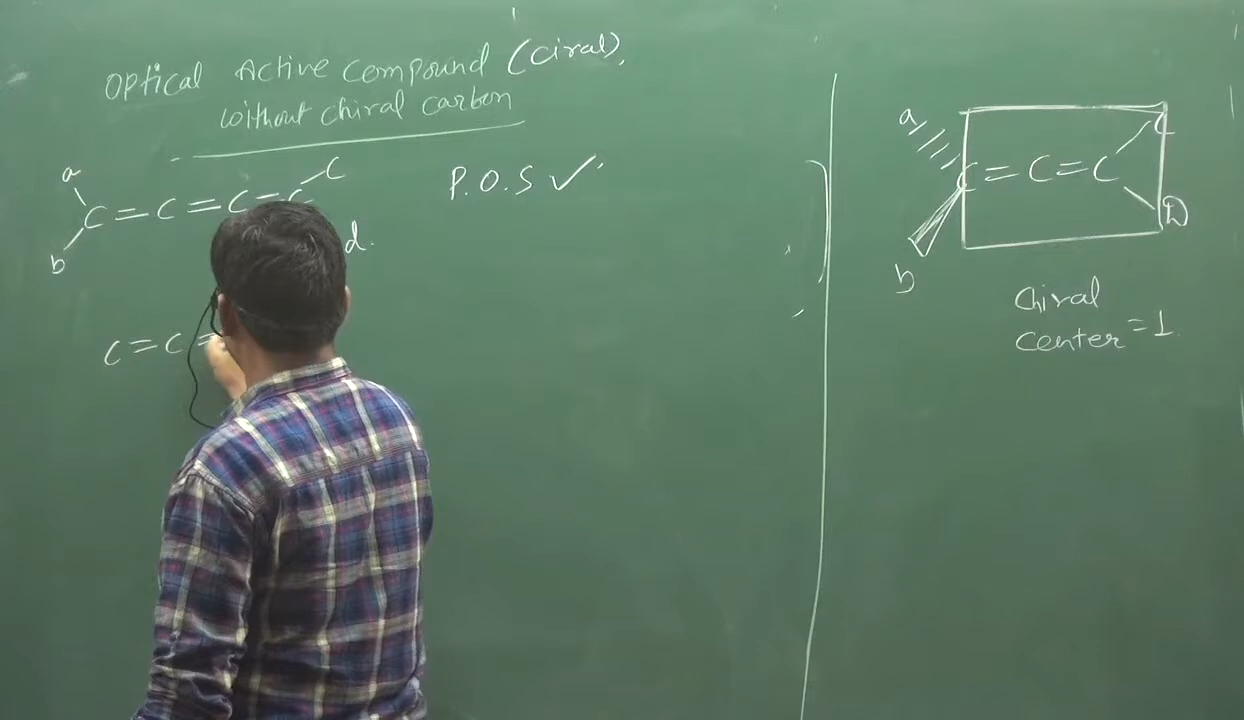 Optical Active Compound (Ciral),
without chiral carbon
a
C
C=C=C=C
b
d.
P.O.S ✓
C=C=
a
C
C=C=C
b
D
Chiral
Center=1.